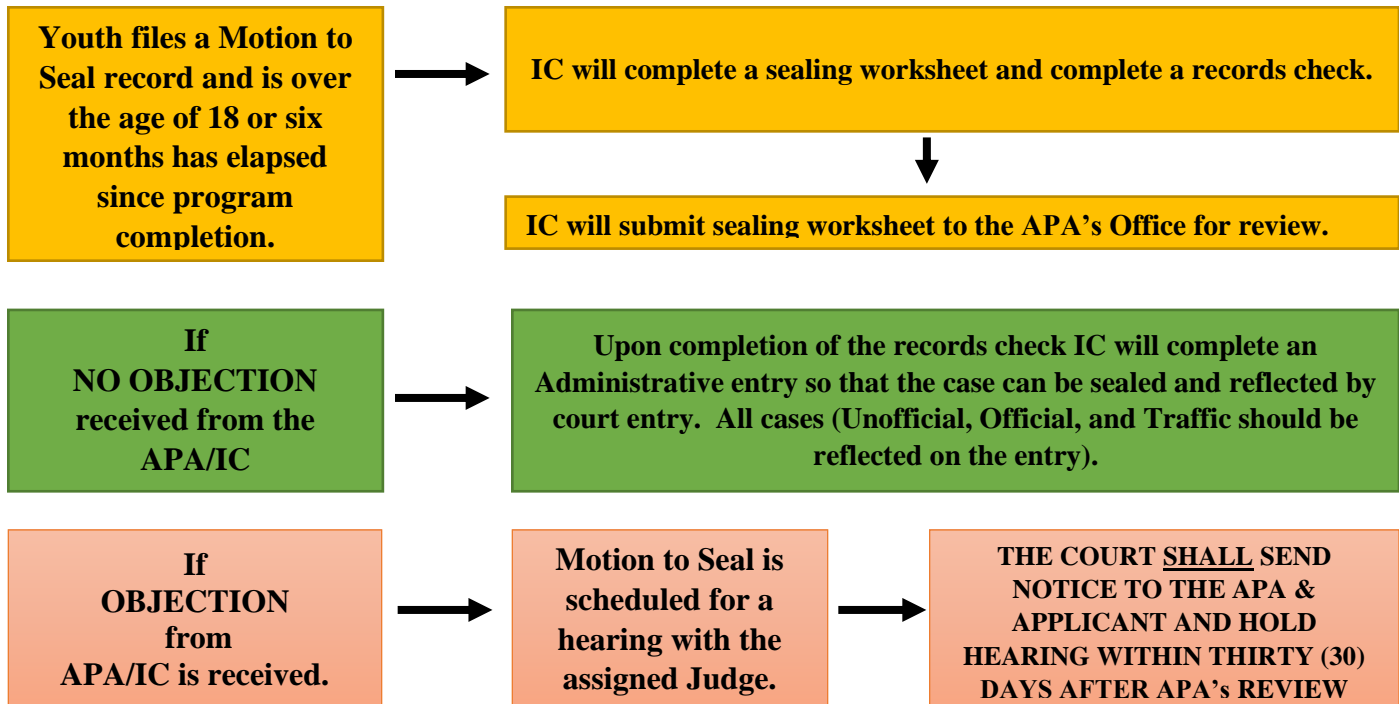 Youth files a Motion to
Seal record and is over
the age of 18 or six
months has elapsed
since program
completion.
IC will complete a sealing worksheet and complete a records check.
IC will submit sealing worksheet to the APA’s Office for review.
If
NO OBJECTION
received from the
APA/IC
Upon completion of the records check IC will complete an
Administrative entry so that the case can be sealed and reflected by
court entry.  All cases (Unofficial, Official, and Traffic should be
reflected on the entry).
If
OBJECTION
from
APA/IC is received.
Motion to Seal is
scheduled for a
hearing with the
assigned Judge.
THE COURT SHALL SEND
NOTICE TO THE APA &
APPLICANT AND HOLD
HEARING WITHIN THIRTY (30)
DAYS AFTER APA’s REVIEW